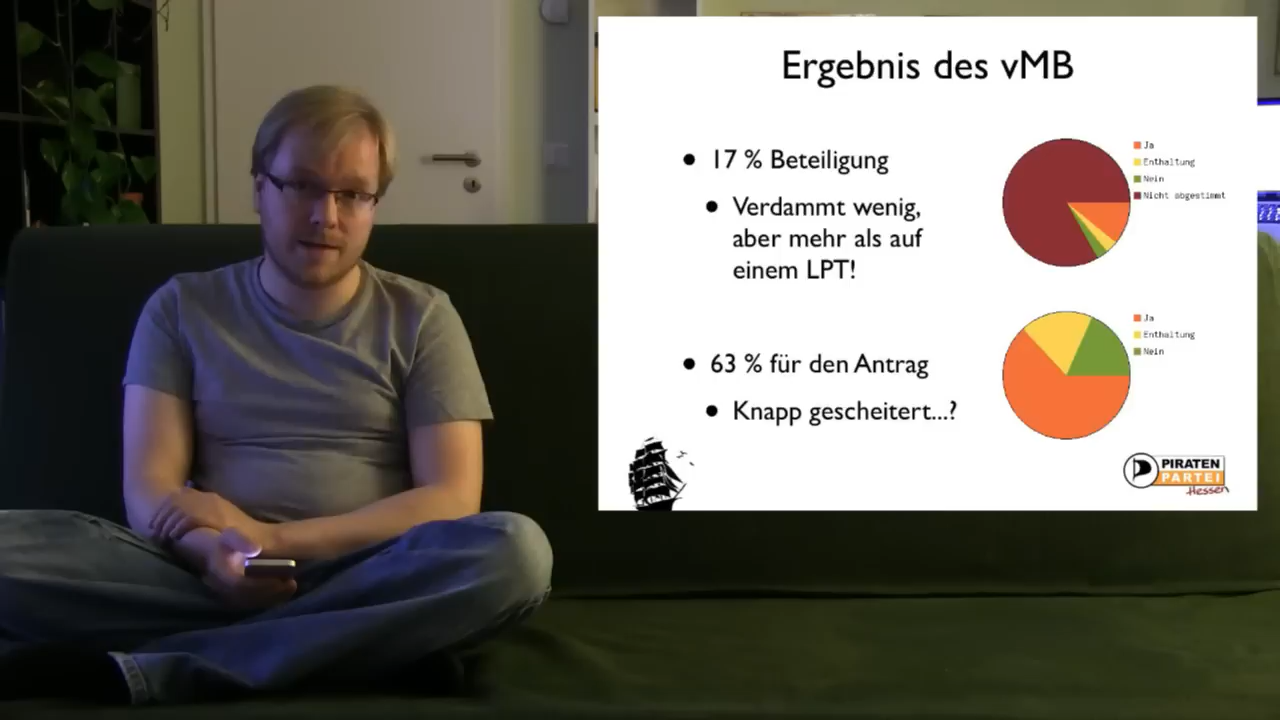 Ergebnis des vMB
• 17 % Beteiligung
• Verdammt wenig,
aber mehr als auf
einem LPT!
Ja
Enthaltung
Nein
Nicht abgestimmt
• 63 % für den Antrag
• Knapp gescheitert...?
Ja
Enthaltung
Nein
PIRATEN
PARTEI
Hessen